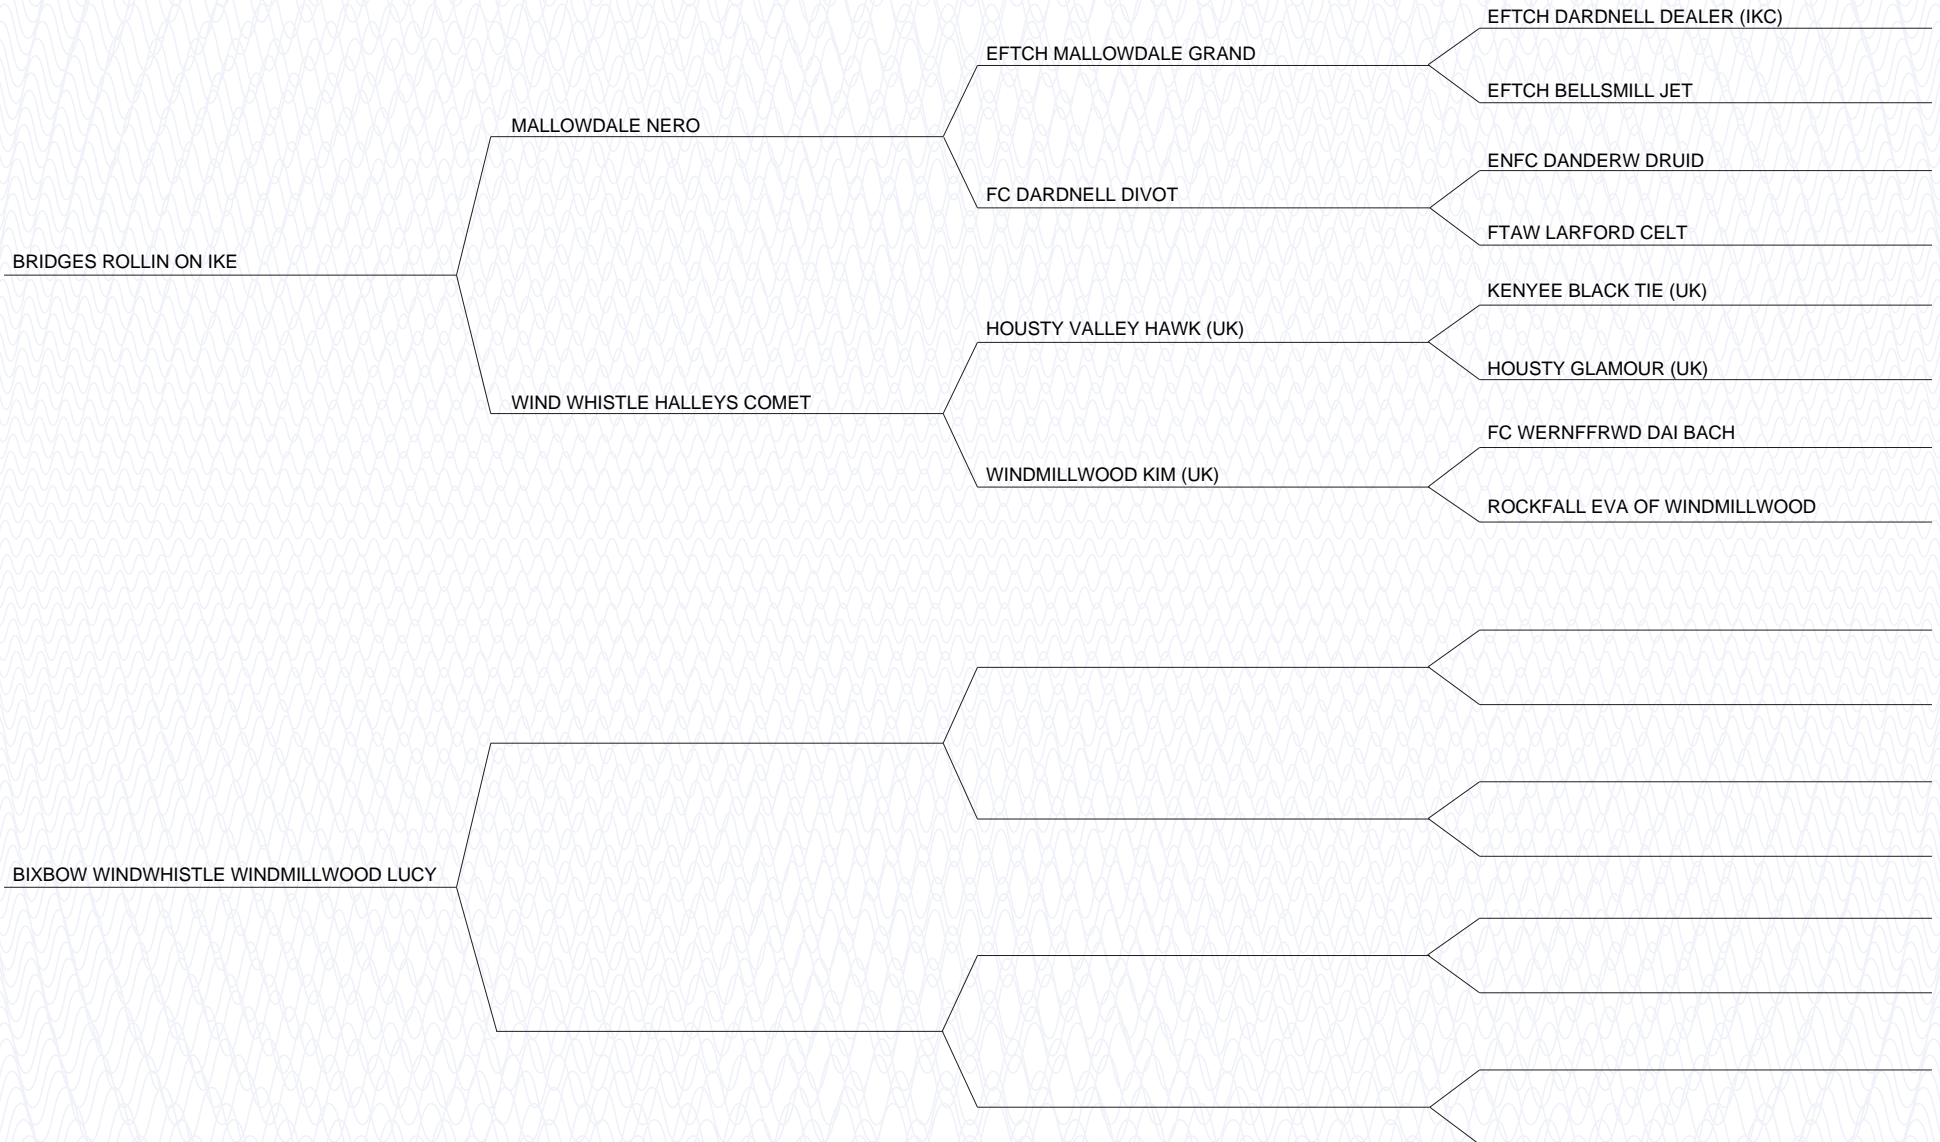 EFTCH DARDNELL DEALER (IKC)
EFTCH MALLOWDALE GRAND
EFTCH BELLSMILL JET
MALLOWDALE NERO
ENFC DANDERW DRUID
FC DARDNELL DIVOT
FTAW LARFORD CELT
BRIDGES ROLLIN ON IKE
KENYEE BLACK TIE (UK)
HOUSTY VALLEY HAWK (UK)
HOUSTY GLAMOUR (UK)
WIND WHISTLE HALLEYS COMET
FC WERNFFRWD DAI BACH
WINDMILLWOOD KIM (UK)
ROCKFALL EVA OF WINDMILLWOOD
BIXBOW WINDWHISTLE WINDMILLWOOD LUCY